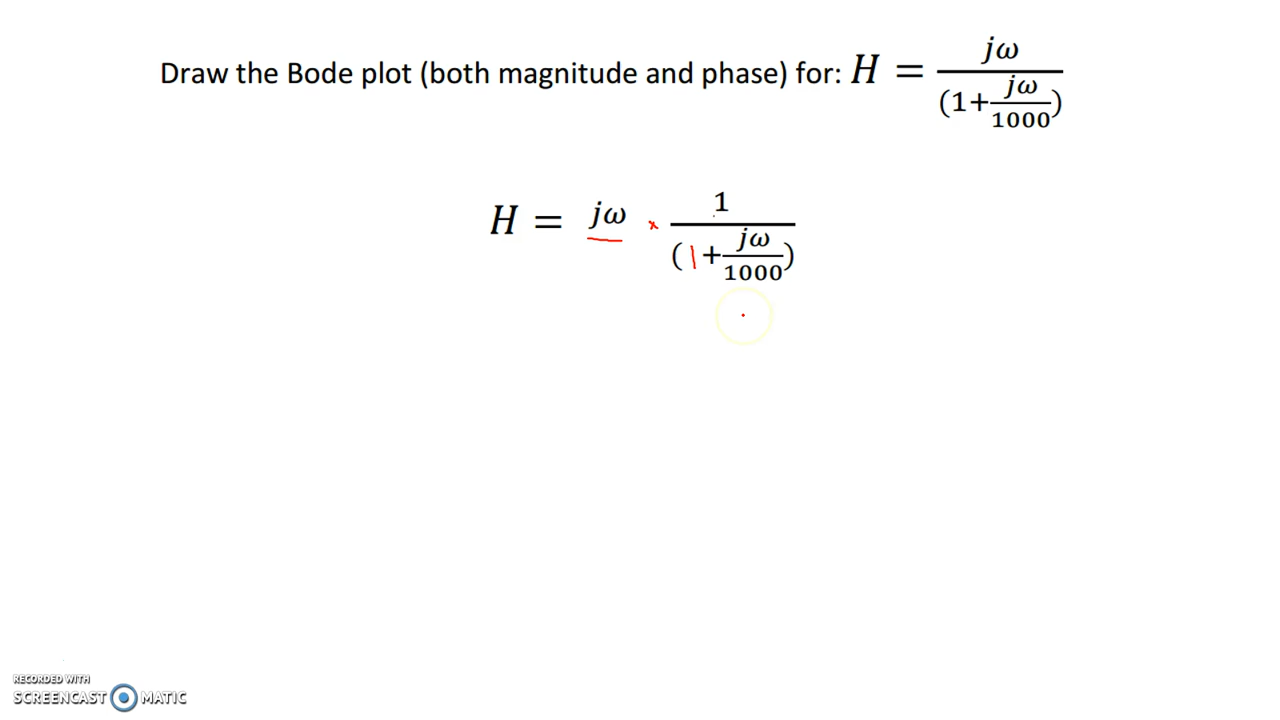 Draw the Bode plot (both magnitude and phase) for: H = jω / (1+ jω/1000)
H = jω × 1 / (1+ jω/1000)
RECORDED WITH
SCREENCAST MATIC